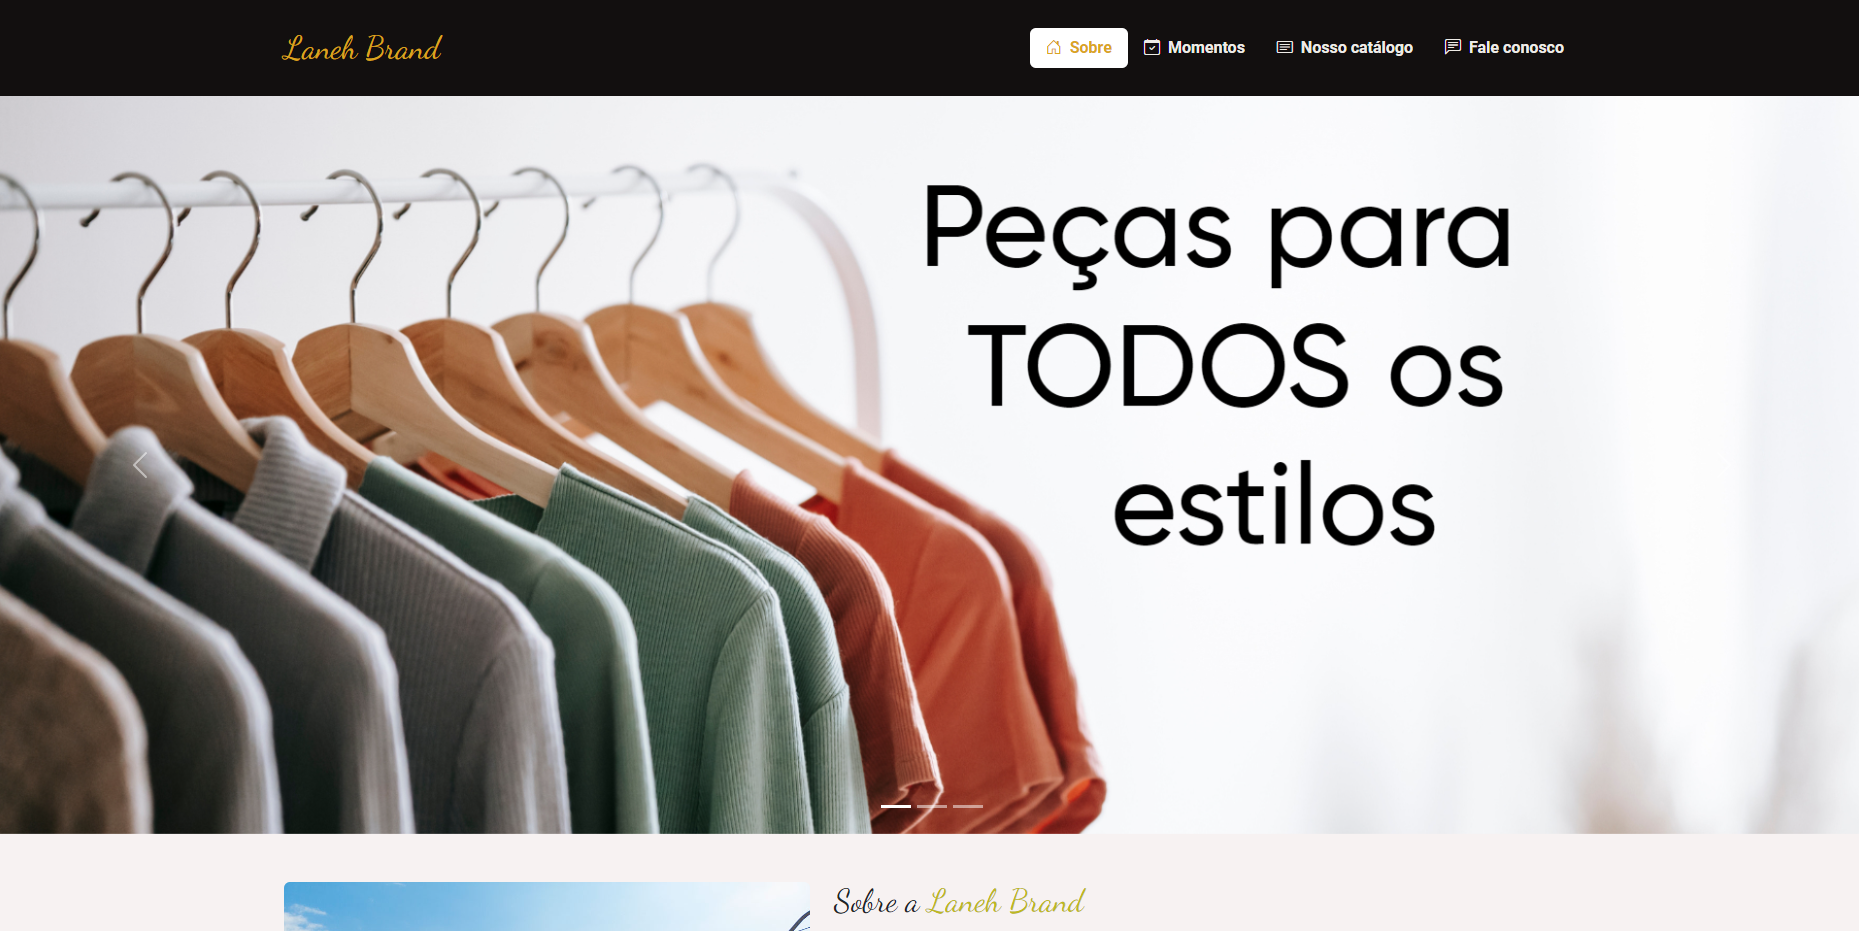 Laneh Brand
Sobre
Momentos
Nosso catálogo
Fale conosco
Peças para
TODOS os
estilos
Sobre a Laneh Brand